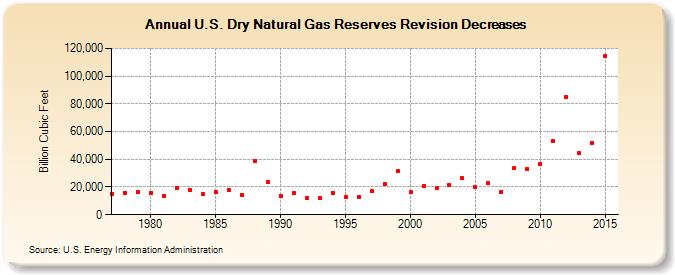 Annual U.S. Dry Natural Gas Reserves Revision Decreases
Billion Cubic Feet
120,000
100,000
80,000
60,000
40,000
20,000
0
1980 1985 1990 1995 2000 2005 2010 2015
Source: U.S. Energy Information Administration